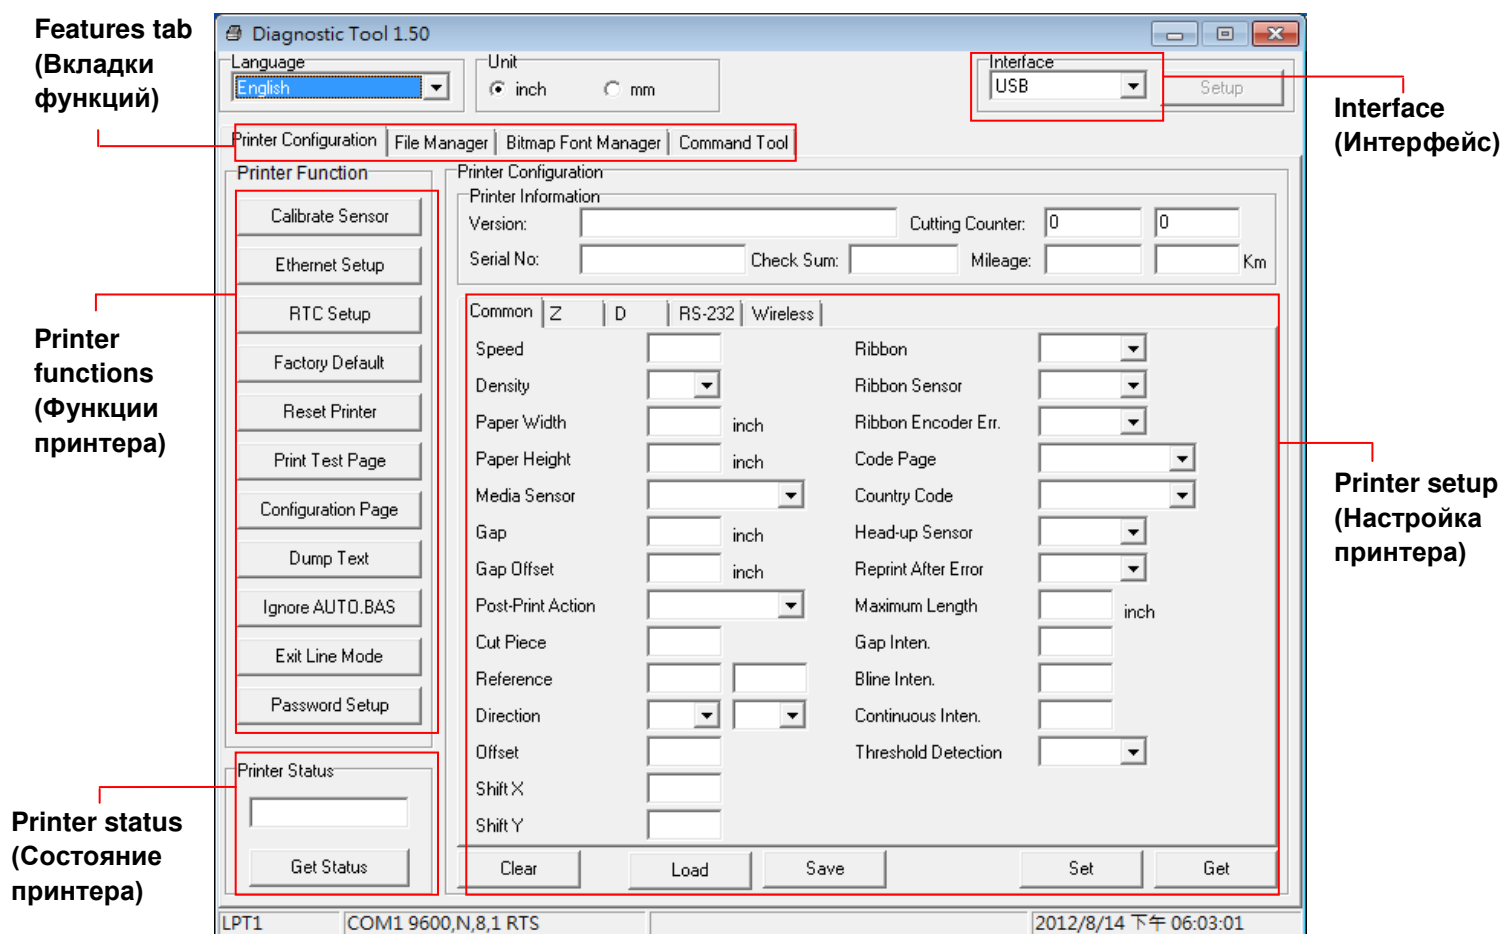 Features tab
(Вкладки
функций)
Printer
functions
(Функции
принтера)
Printer status
(Состояние
принтера)
Diagnostic Tool 1.50
Language
English
Unit
inch
mm
Interface
USB
Setup
Printer Configuration
File Manager
Bitmap Font Manager
Command Tool
Printer Function
Calibrate Sensor
Ethernet Setup
RTC Setup
Factory Default
Reset Printer
Print Test Page
Configuration Page
Dump Text
Ignore AUTO.BAS
Exit Line Mode
Password Setup
Printer Status
Get Status
Printer Configuration
Printer Information
Version:
Cutting Counter: 0 0
Serial No:
Check Sum:
Mileage:
Km
Common
Z
D
RS-232
Wireless
Speed
Density
Paper Width inch
Paper Height inch
Media Sensor
Gap inch
Gap Offset inch
Post-Print Action
Cut Piece
Reference
Direction
Offset
Shift X
Shift Y
Ribbon
Ribbon Sensor
Ribbon Encoder Err.
Code Page
Country Code
Head-up Sensor
Reprint After Error
Maximum Length inch
Gap Inten.
Bline Inten.
Continuous Inten.
Threshold Detection
Clear
Load
Save
Set
Get
LPT1
COM1 9600,N,8,1 RTS
2012/8/14 下午 06:03:01
Interface
(Интерфейс)
Printer setup
(Настройка
принтера)